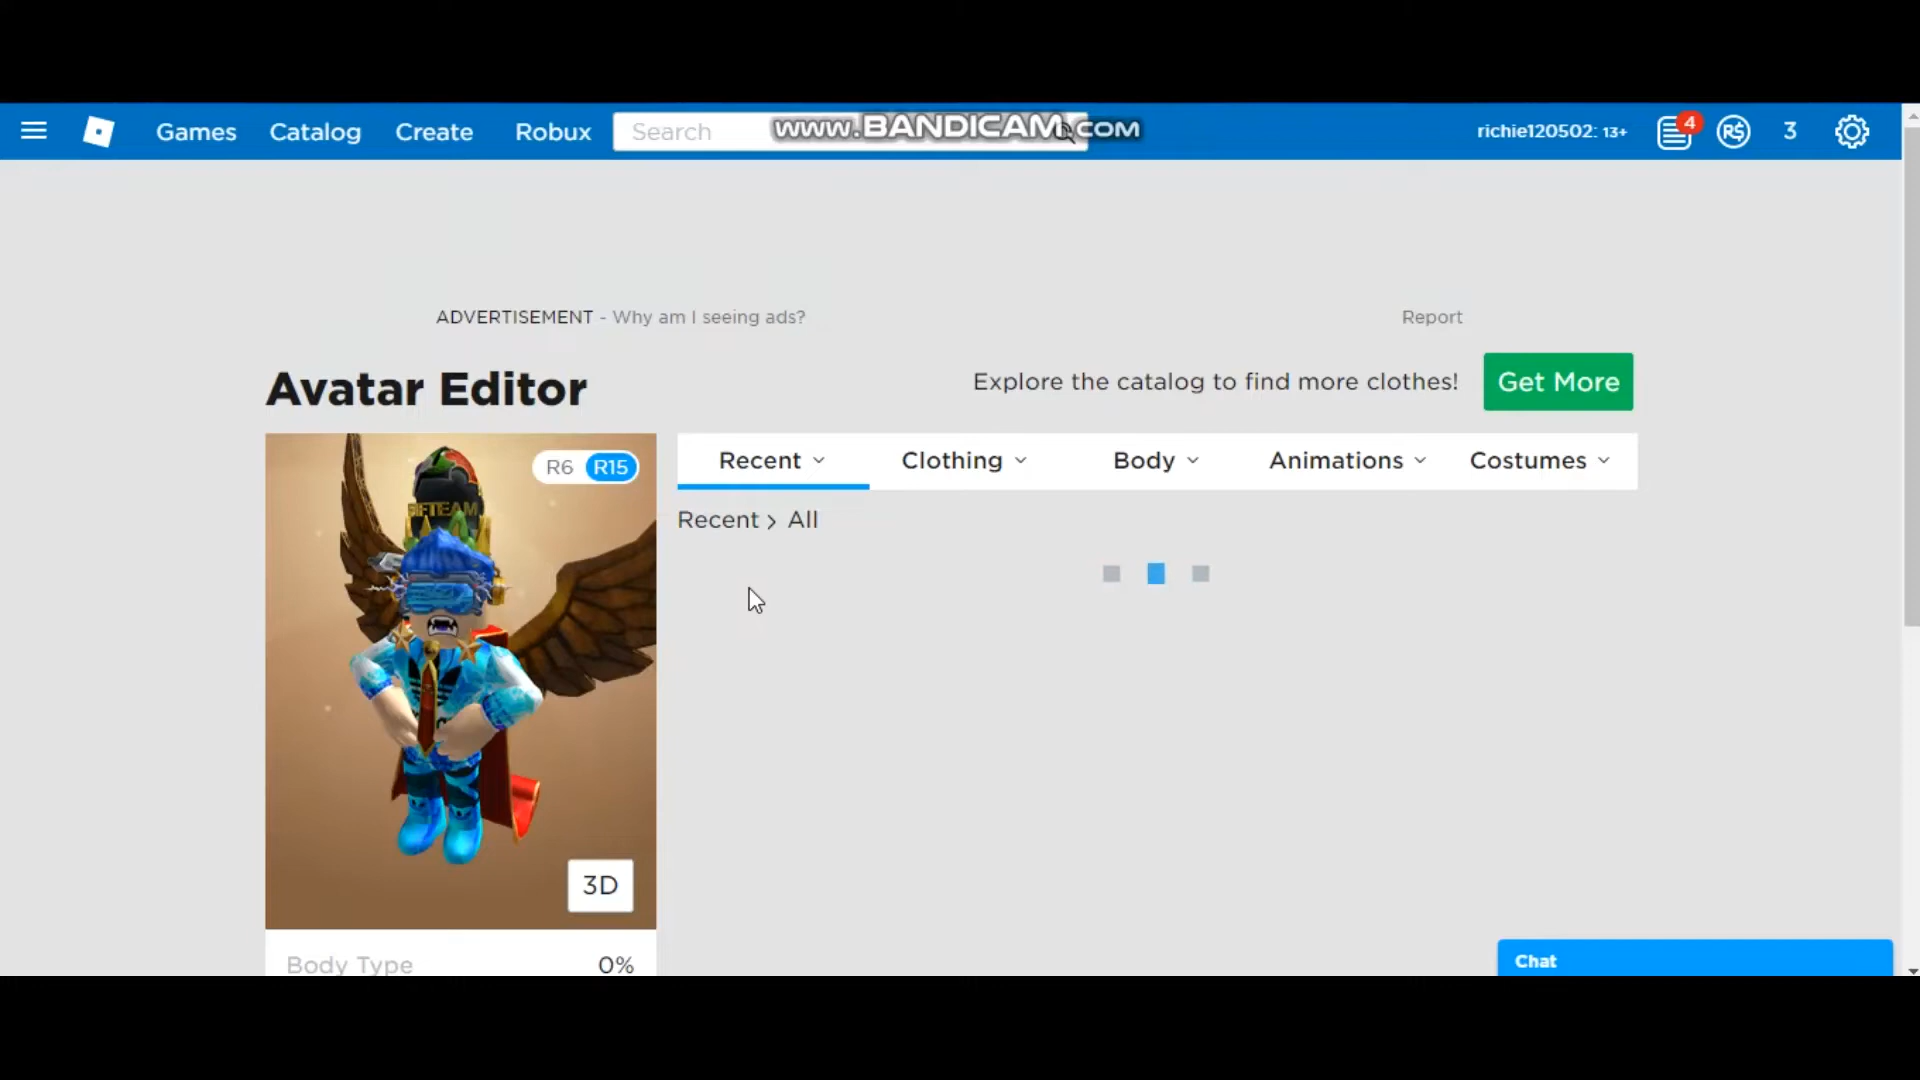 Games Catalog Create Robux Search www.BANDICAM.COM richie120502: 13+ 4 R$ 3
ADVERTISEMENT - Why am I seeing ads? Report
Avatar Editor Explore the catalog to find more clothes! Get More
R6 R15 Recent Clothing Body Animations Costumes
Recent > All
3D
Body Type 0%
Chat